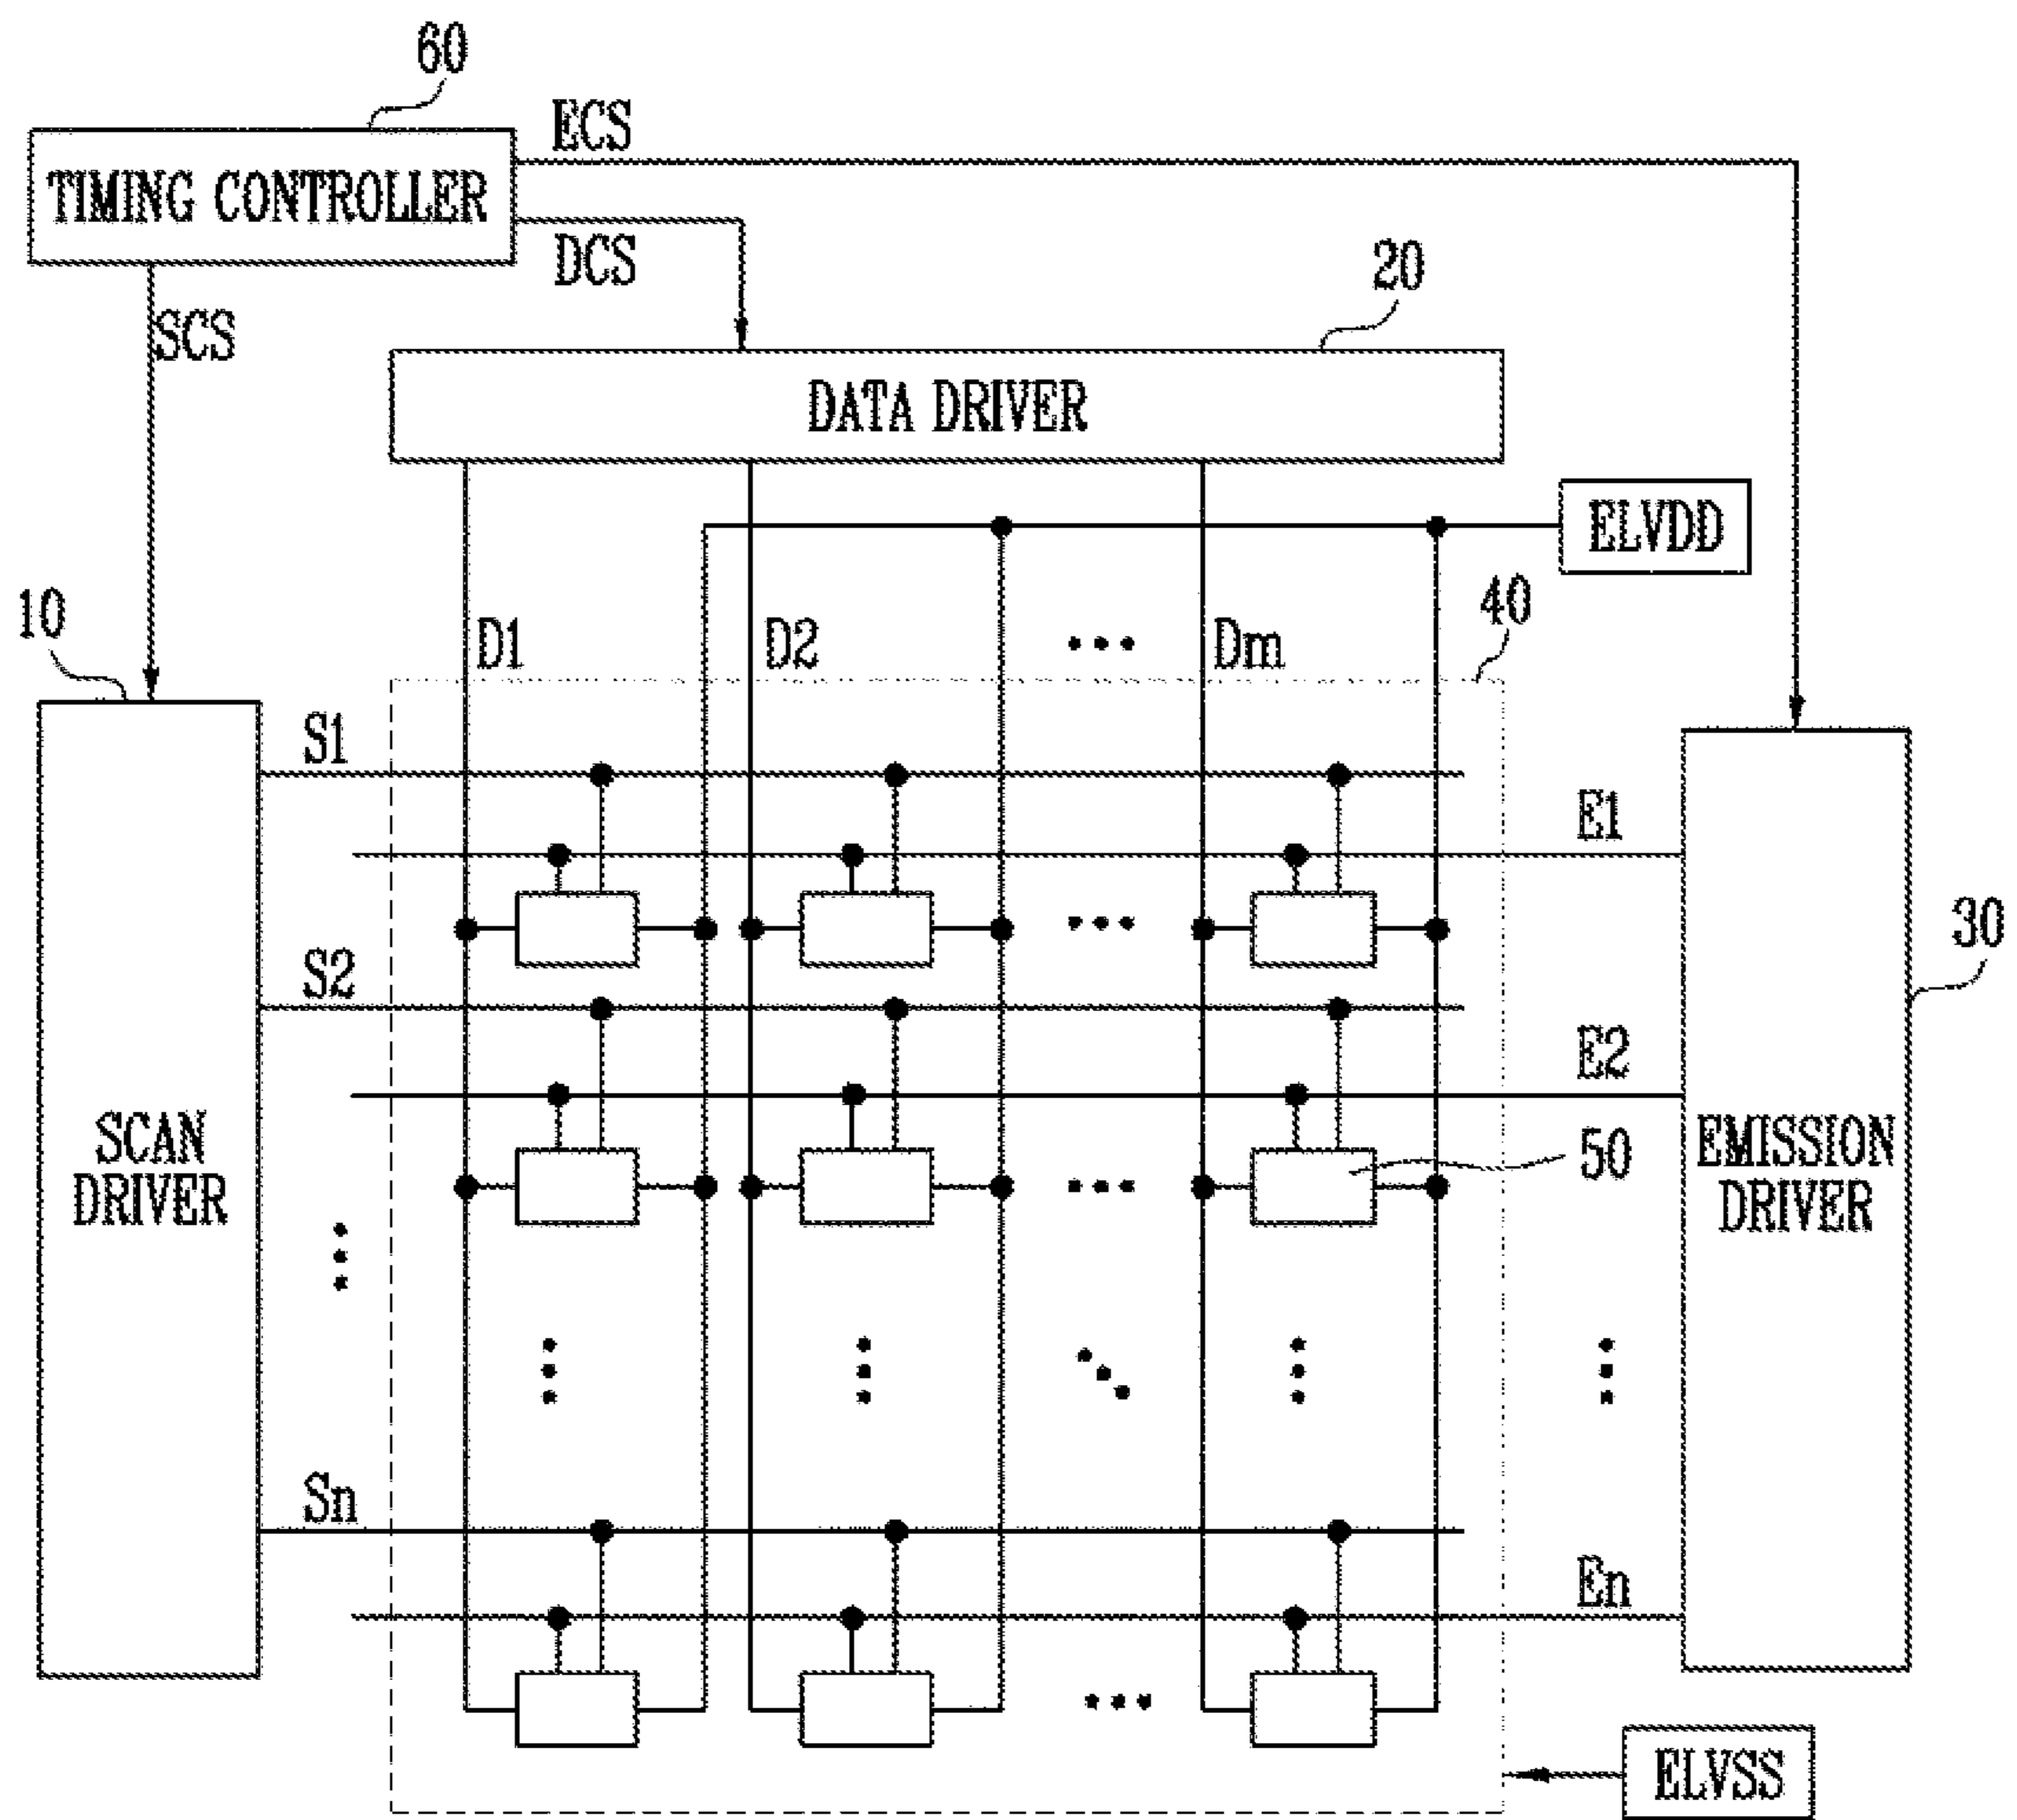 60
ECS
TIMING CONTROLLER
DCS
20
SCS
DATA DRIVER
ELVDD
10
D1
D2
Dm
40
S1
E1
30
S2
E2
SCAN
DRIVER
50
EMISSION
DRIVER
Sn
En
ELVSS